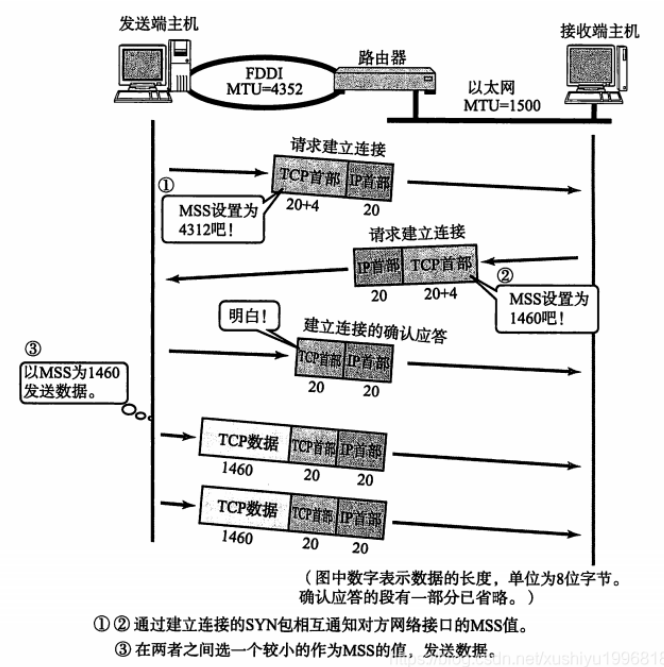 发送端主机
接收端主机
路由器
FDDI
MTU=4352
以太网
MTU=1500
请求建立连接
TCP首部 IP首部
20+4 20
①
MSS设置为
4312吧！
请求建立连接
IP首部 TCP首部
20 20+4
②
MSS设置为
1460吧！
明白！
建立连接的确认应答
TCP首部 IP首部
20 20
③
以MSS为1460
发送数据。
TCP数据 TCP首部 IP首部
1460 20 20
TCP数据 TCP首部 IP首部
1460 20 20
（图中数字表示数据的长度，单位为8位字节。
确认应答的段有一部分已省略。）
①②通过建立连接的SYN包相互通知对方网络接口的MSS值。
③在两者之间选一个较小的作为MSS的值，发送数据。
https://blog.csdn.net/xushiyu1996818